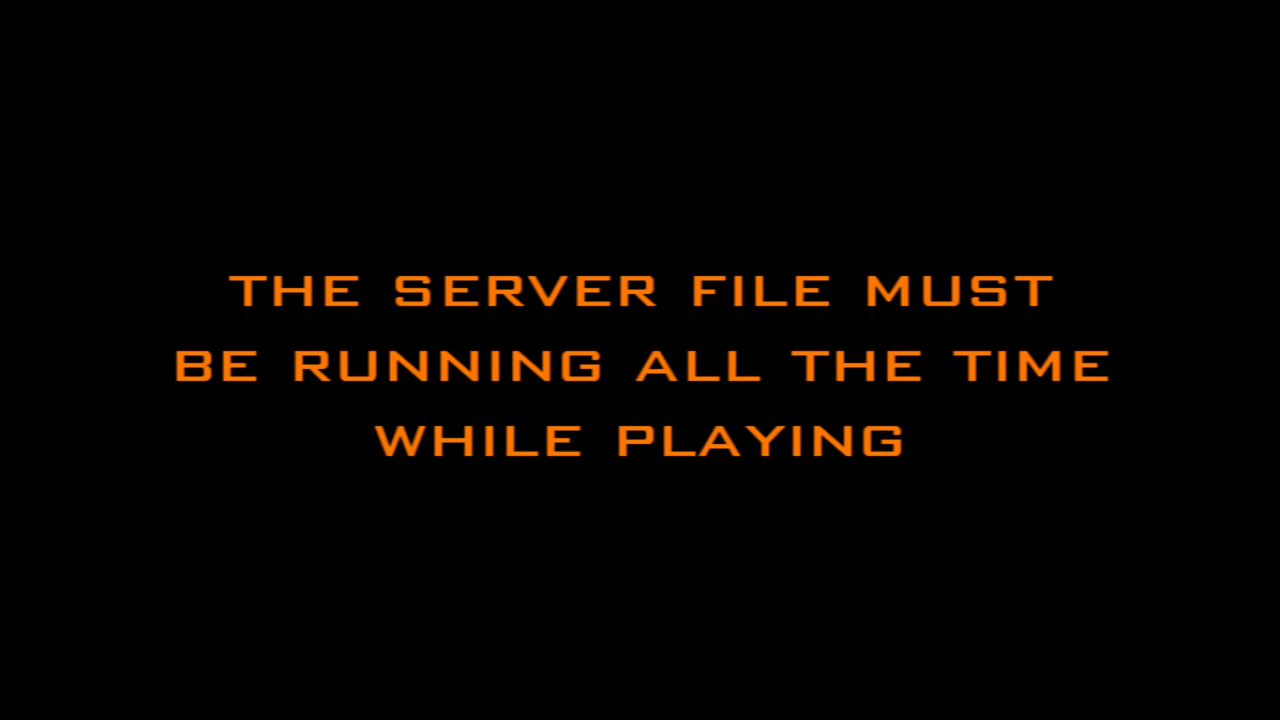 THE SERVER FILE MUST
BE RUNNING ALL THE TIME
WHILE PLAYING